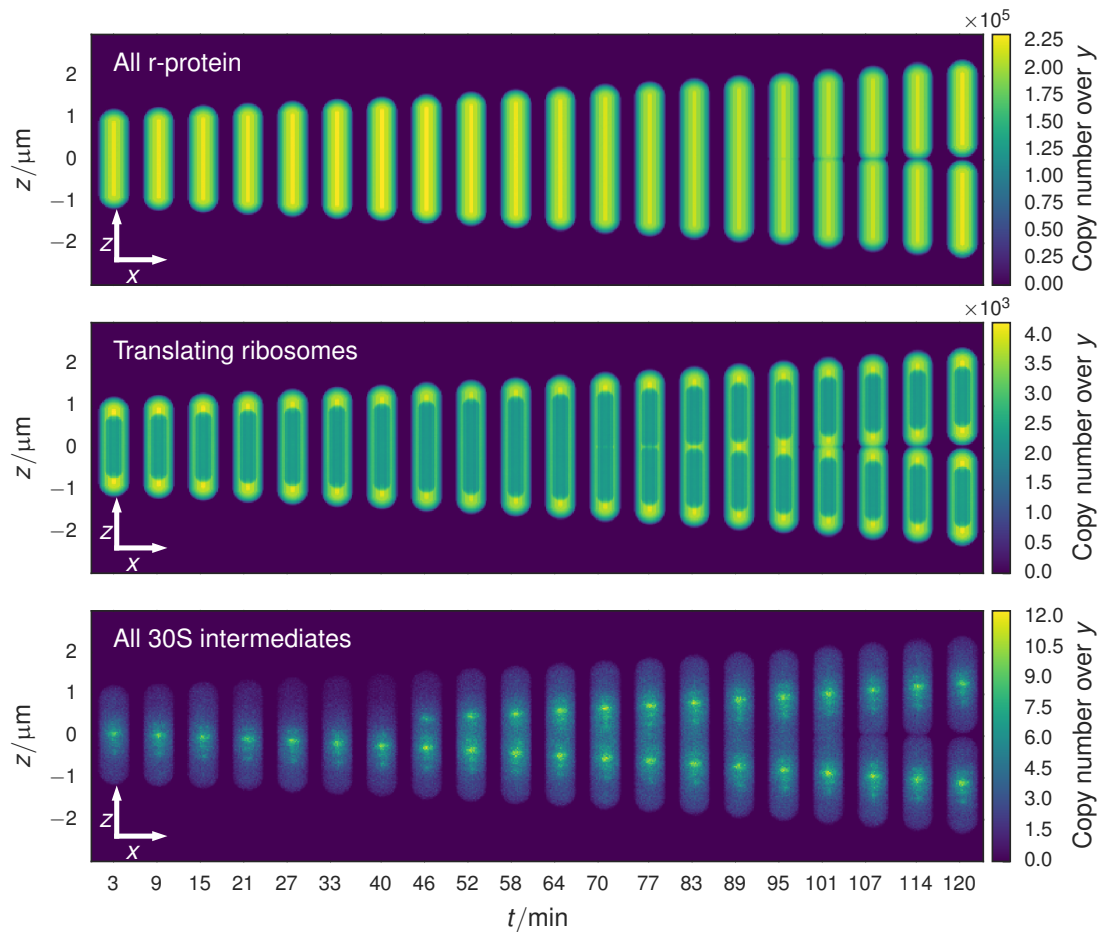 ×10⁵
All r-protein
2
1
0
−1
−2
z/μm
z
x
2.25
2.00
1.75
1.50
1.25
1.00
0.75
0.50
0.25
0.00
Copy number over y
×10³
Translating ribosomes
2
1
0
−1
−2
z/μm
z
x
4.0
3.5
3.0
2.5
2.0
1.5
1.0
0.5
0.0
Copy number over y
All 30S intermediates
2
1
0
−1
−2
z/μm
z
x
12.0
10.5
9.0
7.5
6.0
4.5
3.0
1.5
0.0
Copy number over y
3 9 15 21 27 33 40 46 52 58 64 70 77 83 89 95 101 107 114 120
t/min